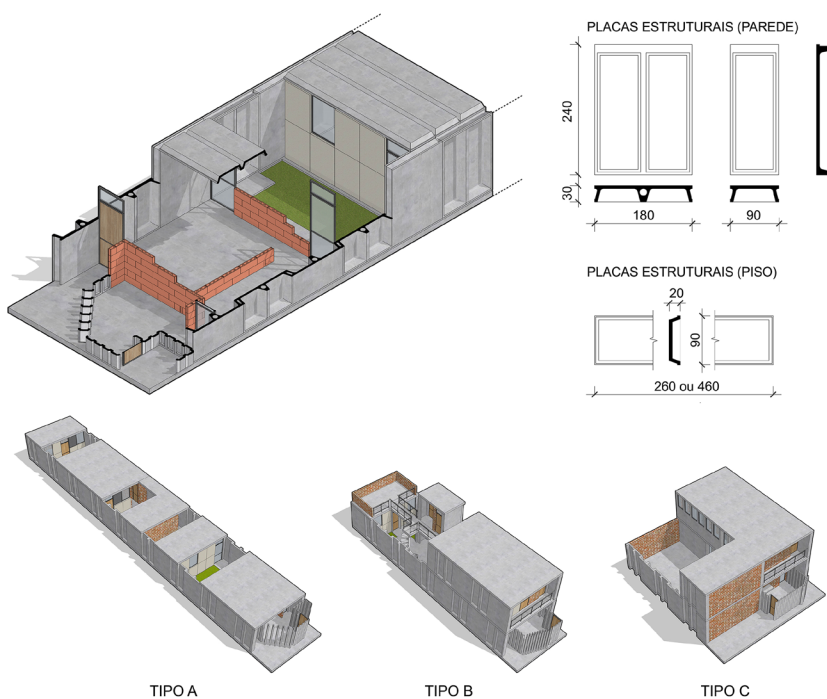 PLACAS ESTRUTURAIS (PAREDE)
240
30
180
90
PLACAS ESTRUTURAIS (PISO)
20
90
260 ou 460
TIPO A
TIPO B
TIPO C